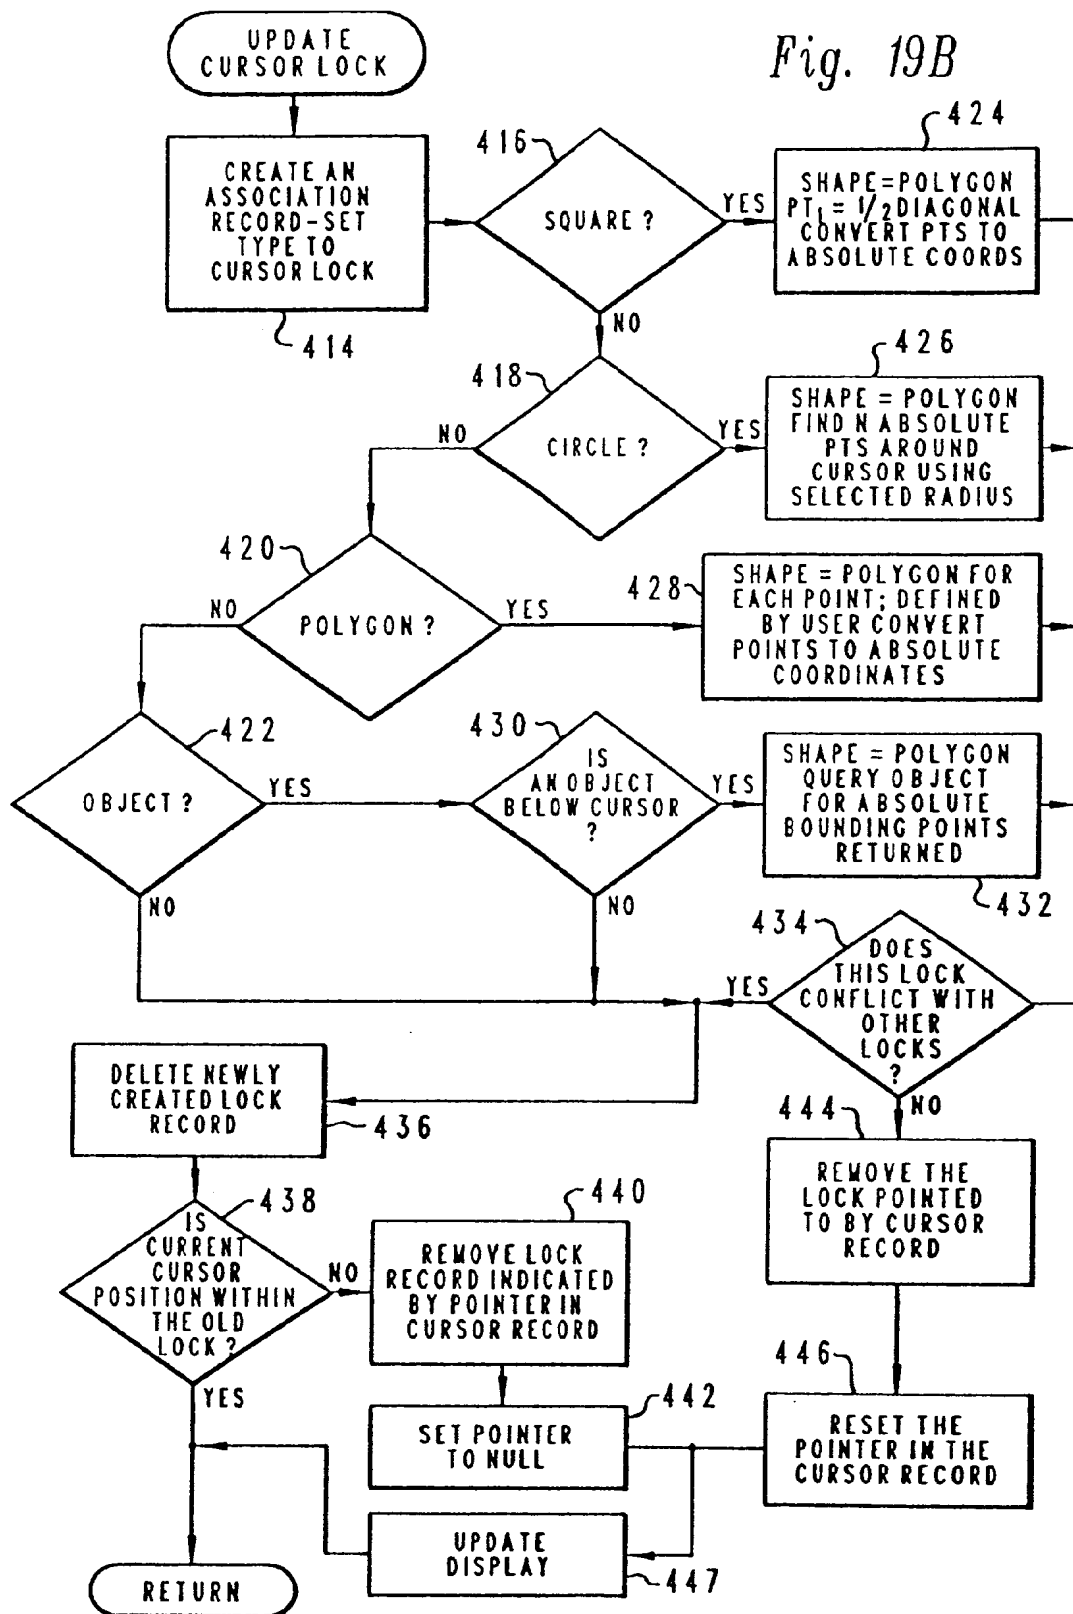 UPDATE
CURSOR LOCK
Fig. 19B
CREATE AN
ASSOCIATION
RECORD-SET
TYPE TO
CURSOR LOCK
414
416
SQUARE ?
YES
NO
424
SHAPE=POLYGON
PT1 = 1/2 DIAGONAL
CONVERT PTS TO
ABSOLUTE COORDS
418
CIRCLE ?
NO
YES
426
SHAPE = POLYGON
FIND N ABSOLUTE
PTS AROUND
CURSOR USING
SELECTED RADIUS
420
POLYGON ?
NO
YES
428
SHAPE = POLYGON FOR
EACH POINT; DEFINED
BY USER CONVERT
POINTS TO ABSOLUTE
COORDINATES
422
OBJECT ?
YES
NO
430
IS
AN OBJECT
BELOW CURSOR
?
YES
NO
SHAPE = POLYGON
QUERY OBJECT
FOR ABSOLUTE
BOUNDING POINTS
RETURNED
432
434
DOES
THIS LOCK
CONFLICT WITH
OTHER
LOCKS
?
YES
NO
DELETE NEWLY
CREATED LOCK
RECORD
436
444
REMOVE THE
LOCK POINTED
TO BY CURSOR
RECORD
438
IS
CURRENT
CURSOR
POSITION WITHIN
THE OLD
LOCK ?
NO
YES
440
REMOVE LOCK
RECORD INDICATED
BY POINTER IN
CURSOR RECORD
442
SET POINTER
TO NULL
446
RESET THE
POINTER IN THE
CURSOR RECORD
UPDATE
DISPLAY
447
RETURN